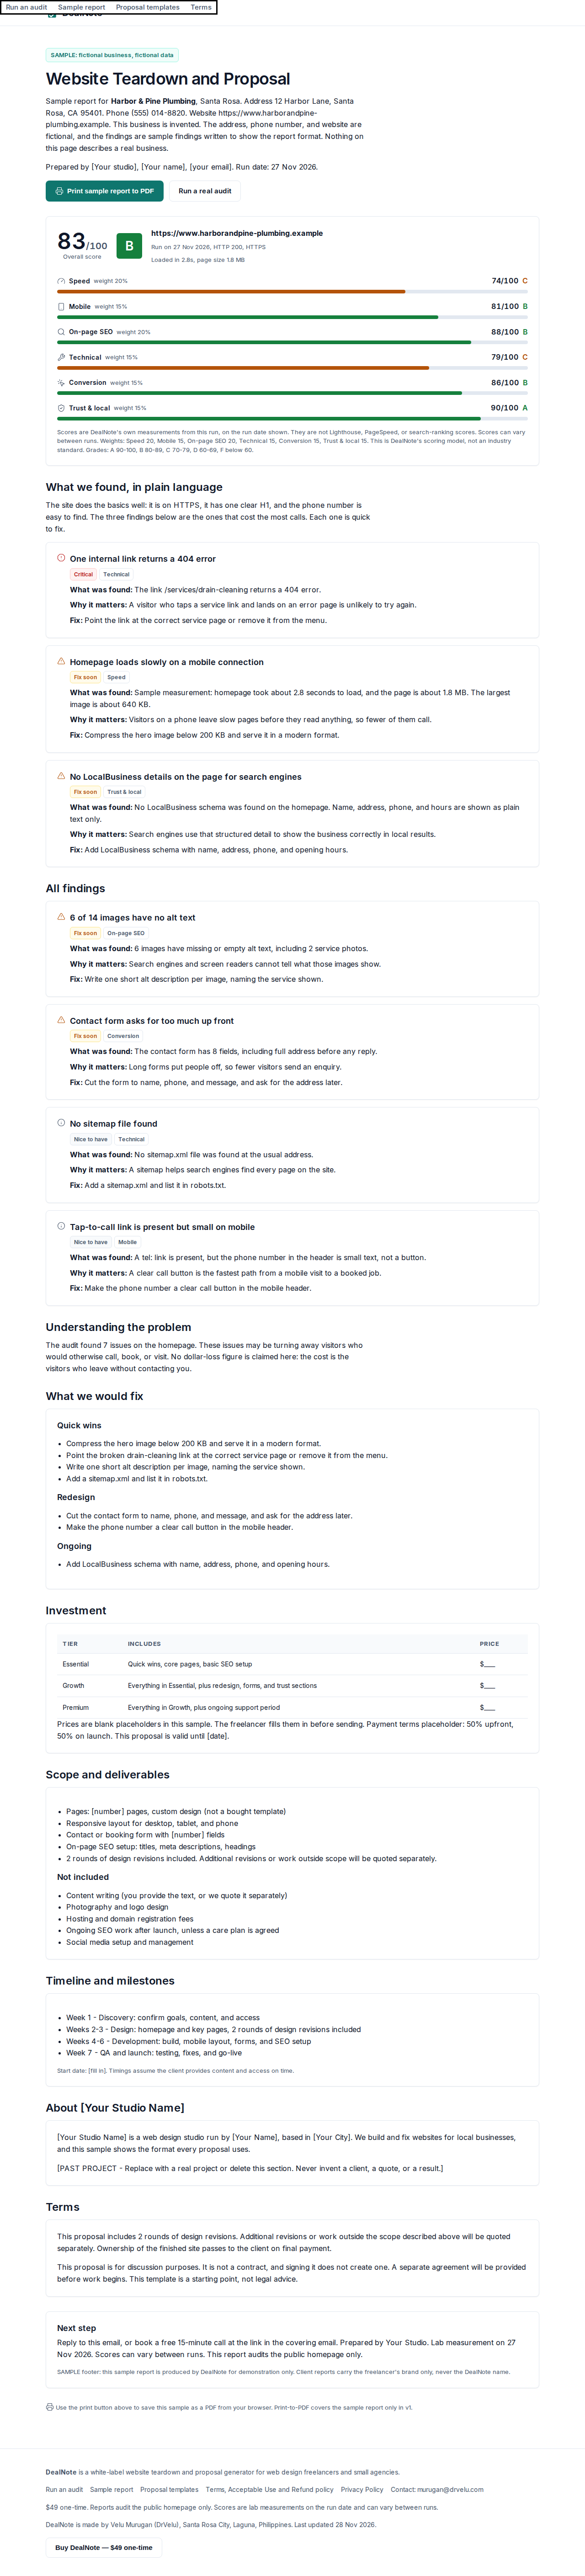 Run an audit Sample report Proposal templates Terms
DealNote
SAMPLE: fictional business, fictional data
Website Teardown and Proposal
Sample report for Harbor & Pine Plumbing, Santa Rosa. Address 12 Harbor Lane, Santa
Rosa, CA 95401. Phone (555) 014-8820. Website https://www.harborandpine-
plumbing.example. This business is invented. The address, phone number, and website are
fictional, and the findings are sample findings written to show the report format. Nothing on
this page describes a real business.
Prepared by [Your studio], [Your name], [your email]. Run date: 27 Nov 2026.
Print sample report to PDF Run a real audit
83/100
Overall score
B
https://www.harborandpine-plumbing.example
Run on 27 Nov 2026, HTTP 200, HTTPS
Loaded in 2.8s, page size 1.8 MB
Speed weight 20% 74/100 C
Mobile weight 15% 81/100 B
On-page SEO weight 20% 88/100 B
Technical weight 15% 79/100 C
Conversion weight 15% 86/100 B
Trust & local weight 15% 90/100 A
Scores are DealNote's own measurements from this run, on the run date shown. They are not Lighthouse, PageSpeed, or search-ranking scores. Scores can vary
between runs. Weights: Speed 20, Mobile 15, On-page SEO 20, Technical 15, Conversion 15, Trust & local 15. This is DealNote's scoring model, not an industry
standard. Grades: A 90-100, B 80-89, C 70-79, D 60-69, F below 60.
What we found, in plain language
The site does the basics well: it is on HTTPS, it has one clear H1, and the phone number is
easy to find. The three findings below are the ones that cost the most calls. Each one is quick
to fix.
One internal link returns a 404 error
Critical Technical
What was found: The link /services/drain-cleaning returns a 404 error.
Why it matters: A visitor who taps a service link and lands on an error page is unlikely to try again.
Fix: Point the link at the correct service page or remove it from the menu.
Homepage loads slowly on a mobile connection
Fix soon Speed
What was found: Sample measurement: homepage took about 2.8 seconds to load, and the page is about 1.8 MB. The largest
image is about 640 KB.
Why it matters: Visitors on a phone leave slow pages before they read anything, so fewer of them call.
Fix: Compress the hero image below 200 KB and serve it in a modern format.
No LocalBusiness details on the page for search engines
Fix soon Trust & local
What was found: No LocalBusiness schema was found on the homepage. Name, address, phone, and hours are shown as plain
text only.
Why it matters: Search engines use that structured detail to show the business correctly in local results.
Fix: Add LocalBusiness schema with name, address, phone, and opening hours.
All findings
6 of 14 images have no alt text
Fix soon On-page SEO
What was found: 6 images have missing or empty alt text, including 2 service photos.
Why it matters: Search engines and screen readers cannot tell what those images show.
Fix: Write one short alt description per image, naming the service shown.
Contact form asks for too much up front
Fix soon Conversion
What was found: The contact form has 8 fields, including full address before any reply.
Why it matters: Long forms put people off, so fewer visitors send an enquiry.
Fix: Cut the form to name, phone, and message, and ask for the address later.
No sitemap file found
Nice to have Technical
What was found: No sitemap.xml file was found at the usual address.
Why it matters: A sitemap helps search engines find every page on the site.
Fix: Add a sitemap.xml and list it in robots.txt.
Tap-to-call link is present but small on mobile
Nice to have Mobile
What was found: A tel: link is present, but the phone number in the header is small text, not a button.
Why it matters: A clear call button is the fastest path from a mobile visit to a booked job.
Fix: Make the phone number a clear call button in the mobile header.
Understanding the problem
The audit found 7 issues on the homepage. These issues may be turning away visitors who
would otherwise call, book, or visit. No dollar-loss figure is claimed here: the cost is the
visitors who leave without contacting you.
What we would fix
Quick wins
• Compress the hero image below 200 KB and serve it in a modern format.
• Point the broken drain-cleaning link at the correct service page or remove it from the menu.
• Write one short alt description per image, naming the service shown.
• Add a sitemap.xml and list it in robots.txt.
Redesign
• Cut the contact form to name, phone, and message, and ask for the address later.
• Make the phone number a clear call button in the mobile header.
Ongoing
• Add LocalBusiness schema with name, address, phone, and opening hours.
Investment
TIER INCLUDES PRICE
Essential Quick wins, core pages, basic SEO setup $___
Growth Everything in Essential, plus redesign, forms, and trust sections $___
Premium Everything in Growth, plus ongoing support period $___
Prices are blank placeholders in this sample. The freelancer fills them in before sending. Payment terms placeholder: 50% upfront,
50% on launch. This proposal is valid until [date].
Scope and deliverables
• Pages: [number] pages, custom design (not a bought template)
• Responsive layout for desktop, tablet, and phone
• Contact or booking form with [number] fields
• On-page SEO setup: titles, meta descriptions, headings
• 2 rounds of design revisions included. Additional revisions or work outside scope will be quoted separately.
Not included
• Content writing (you provide the text, or we quote it separately)
• Photography and logo design
• Hosting and domain registration fees
• Ongoing SEO work after launch, unless a care plan is agreed
• Social media setup and management
Timeline and milestones
• Week 1 - Discovery: confirm goals, content, and access
• Weeks 2-3 - Design: homepage and key pages, 2 rounds of design revisions included
• Weeks 4-6 - Development: build, mobile layout, forms, and SEO setup
• Week 7 - QA and launch: testing, fixes, and go-live
Start date: [fill in]. Timings assume the client provides content and access on time.
About [Your Studio Name]
[Your Studio Name] is a web design studio run by [Your Name], based in [Your City]. We build and fix websites for local businesses,
and this sample shows the format every proposal uses.
[PAST PROJECT - Replace with a real project or delete this section. Never invent a client, a quote, or a result.]
Terms
This proposal includes 2 rounds of design revisions. Additional revisions or work outside the scope described above will be quoted
separately. Ownership of the finished site passes to the client on final payment.
This proposal is for discussion purposes. It is not a contract, and signing it does not create one. A separate agreement will be provided
before work begins. This template is a starting point, not legal advice.
Next step
Reply to this email, or book a free 15-minute call at the link in the covering email. Prepared by Your Studio. Lab measurement on 27
Nov 2026. Scores can vary between runs. This report audits the public homepage only.
SAMPLE footer: this sample report is produced by DealNote for demonstration only. Client reports carry the freelancer's brand only, never the DealNote name.
Use the print button above to save this sample as a PDF from your browser. Print-to-PDF covers the sample report only in v1.
DealNote is a white-label website teardown and proposal generator for web design freelancers and small agencies.
Run an audit Sample report Proposal templates Terms, Acceptable Use and Refund policy Privacy Policy Contact: murugan@drvelu.com
$49 one-time. Reports audit the public homepage only. Scores are lab measurements on the run date and can vary between runs.
DealNote is made by Velu Murugan (DrVelu), Santa Rosa City, Laguna, Philippines. Last updated 28 Nov 2026.
Buy DealNote — $49 one-time